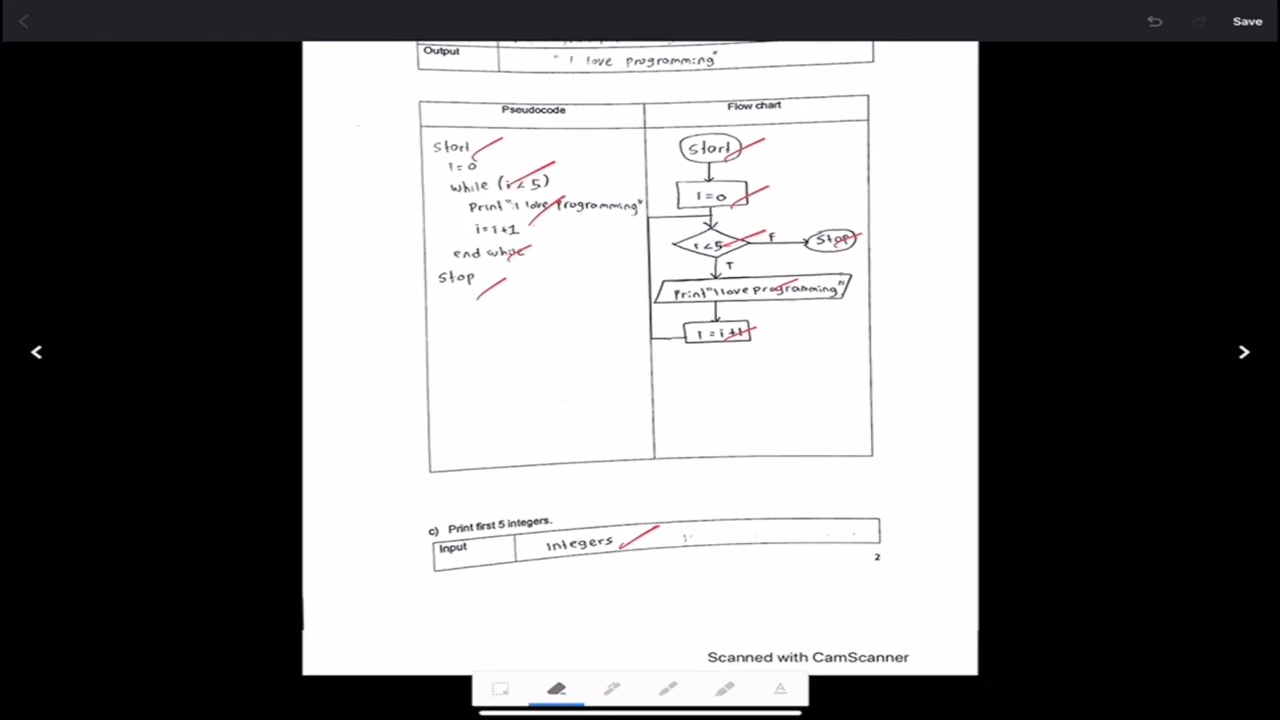 Save
Output
" I love programming"
Pseudocode
Flow chart
Start
i = 0
while (i < 5)
Print "I love programming"
i = i + 1
end while
Stop
Start
i = 0
i < 5
F
Stop
T
Print "I love programming"
i = i + 1
c) Print first 5 integers.
Input
Integers
2
Scanned with CamScanner
A